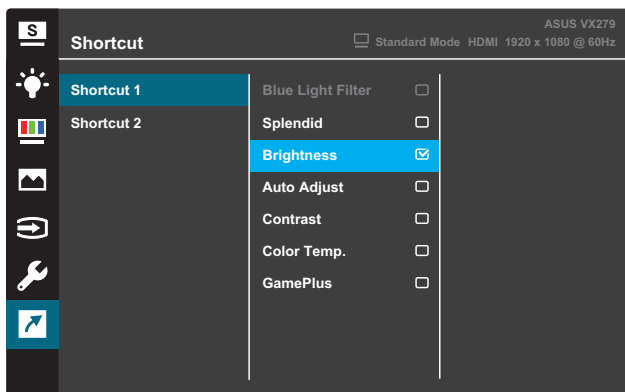 S
ASUS VX279
Shortcut
Standard Mode HDMI 1920 x 1080 @ 60Hz
Shortcut 1
Shortcut 2
Blue Light Filter
Splendid
Brightness
Auto Adjust
Contrast
Color Temp.
GamePlus